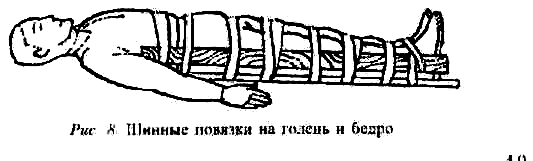 Рис 8. Шинные повязки на голень и бедро